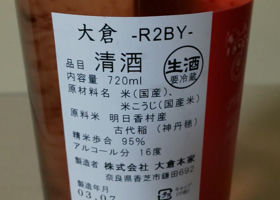 大倉 -R2BY-
品目 清酒 生酒 要冷蔵
内容量 720ml
原材料名 米(国産)、
米こうじ(国産米)
原料米 明日香村産
古代稲(神丹穂)
精米歩合 95%
アルコール分 16度
製造者 株式会社 大倉本家
奈良県香芝市鎌田692
製造年月
03.07